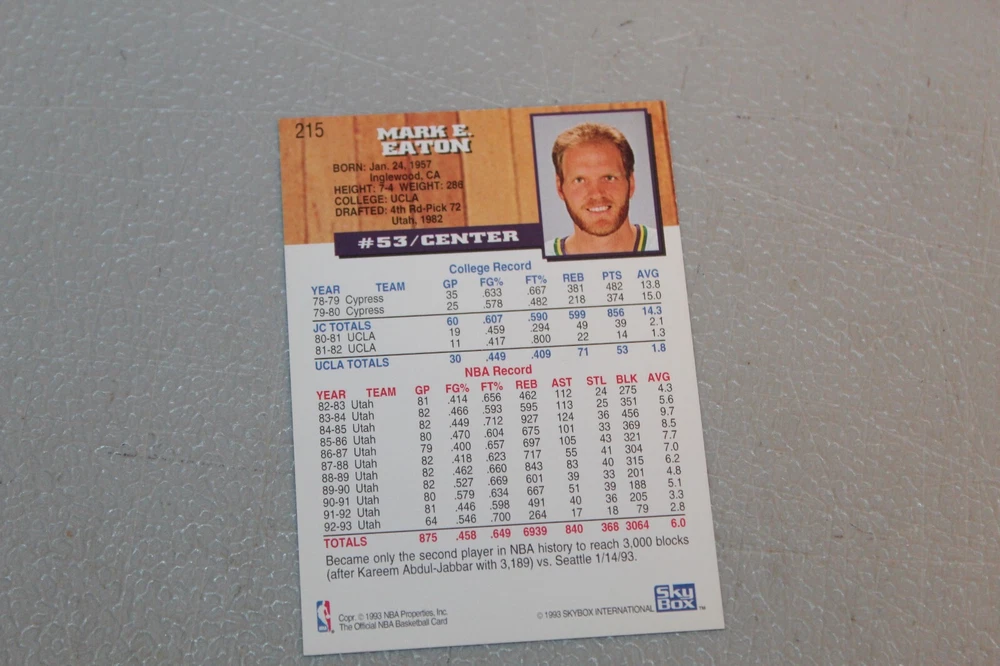 215
MARK E.
EATON
BORN: Jan. 24, 1957
Inglewood, CA
HEIGHT: 7-4 WEIGHT: 286
COLLEGE: UCLA
DRAFTED: 4th Rd-Pick 72
Utah, 1982
#53/CENTER
College Record
YEAR TEAM GP FG% FT% REB PTS AVG
78-79 Cypress 35 .633 .667 381 482 13.8
79-80 Cypress 25 .578 .482 218 374 15.0
JC TOTALS 60 .607 .590 599 856 14.3
80-81 UCLA 19 .459 .294 49 39 2.1
81-82 UCLA 11 .417 .800 22 14 1.3
UCLA TOTALS 30 .449 .409 71 53 1.8
NBA Record
YEAR TEAM GP FG% FT% REB AST STL BLK AVG
82-83 Utah 81 .414 .656 462 112 24 275 4.3
83-84 Utah 82 .466 .593 595 113 25 351 5.6
84-85 Utah 82 .449 .712 927 124 36 456 9.7
85-86 Utah 80 .470 .604 675 101 33 369 8.5
86-87 Utah 79 .400 .657 697 105 43 321 7.7
87-88 Utah 82 .418 .623 717 55 41 304 7.0
88-89 Utah 82 .462 .660 843 83 40 315 6.2
89-90 Utah 82 .527 .669 601 39 33 201 4.8
90-91 Utah 80 .579 .634 667 51 39 188 5.1
91-92 Utah 81 .446 .598 491 40 36 205 3.3
92-93 Utah 64 .546 .700 264 17 18 79 2.8
TOTALS 875 .458 .649 6939 840 368 3064 6.0
Became only the second player in NBA history to reach 3,000 blocks
(after Kareem Abdul-Jabbar with 3,189) vs. Seattle 1/14/93.
Copr. © 1993 NBA Properties, Inc.
The Official NBA Basketball Card
© 1993 SKYBOX INTERNATIONAL
Sky
BOX™